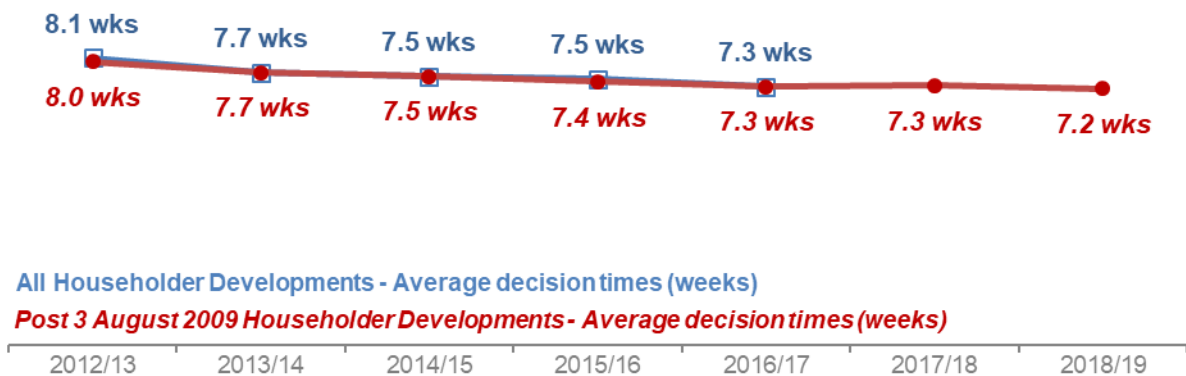 8.1 wks
7.7 wks
7.5 wks
7.5 wks
7.3 wks
8.0 wks
7.7 wks
7.5 wks
7.4 wks
7.3 wks
7.3 wks
7.2 wks
All Householder Developments - Average decision times (weeks)
Post 3 August 2009 Householder Developments - Average decision times (weeks)
2012/13 2013/14 2014/15 2015/16 2016/17 2017/18 2018/19